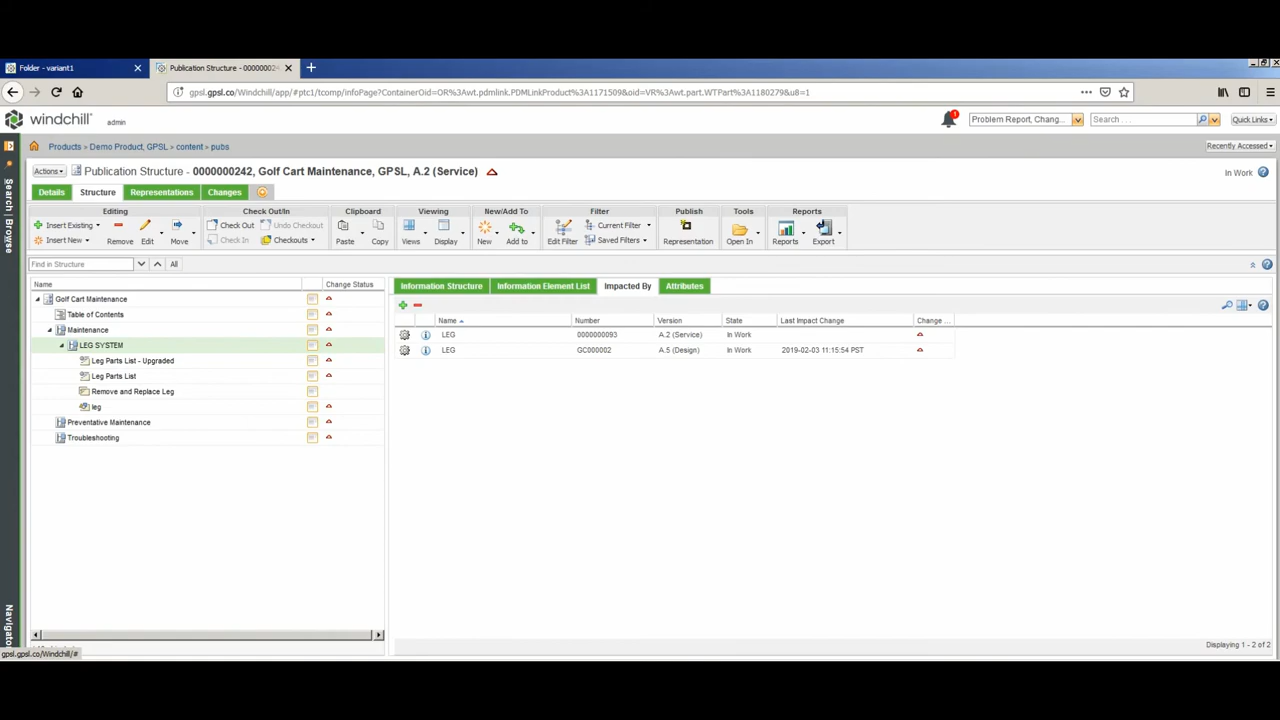 Folder - variant1
Publication Structure - 000000024
gpsl.gpsl.co/Windchill/app/#ptc1/tcomp/infoPage?ContainerOid=OR%3Awt.pdmlink.PDMLinkProduct%3A1171509&oid=VR%3Awt.part.WTPart%3A1180279&u8=1
windchill
admin
1
Problem Report, Chang...
Search . . .
Quick Links
Products > Demo Product, GPSL > content > pubs
Recently Accessed
Actions
Publication Structure - 0000000242, Golf Cart Maintenance, GPSL, A.2 (Service)
In Work
Details Structure Representations Changes
Editing Check Out/In Clipboard Viewing New/Add To Filter Publish Tools Reports
Insert Existing Check Out Undo Checkout Current Filter
Insert New Remove Edit Move Check In Checkouts Paste Copy Views Display New Add to Edit Filter Saved Filters Representation Open In Reports Export
Find in Structure All
Name Change Status
Golf Cart Maintenance
Table of Contents
Maintenance
LEG SYSTEM
Leg Parts List - Upgraded
Leg Parts List
Remove and Replace Leg
leg
Preventative Maintenance
Troubleshooting
Information Structure Information Element List Impacted By Attributes
Name Number Version State Last Impact Change Change ...
LEG 0000000093 A.2 (Service) In Work
LEG GC000002 A.5 (Design) In Work 2019-02-03 11:15:54 PST
Displaying 1 - 2 of 2
Search | Browse
Navigato
gpsl.gpsl.co/Windchill/#